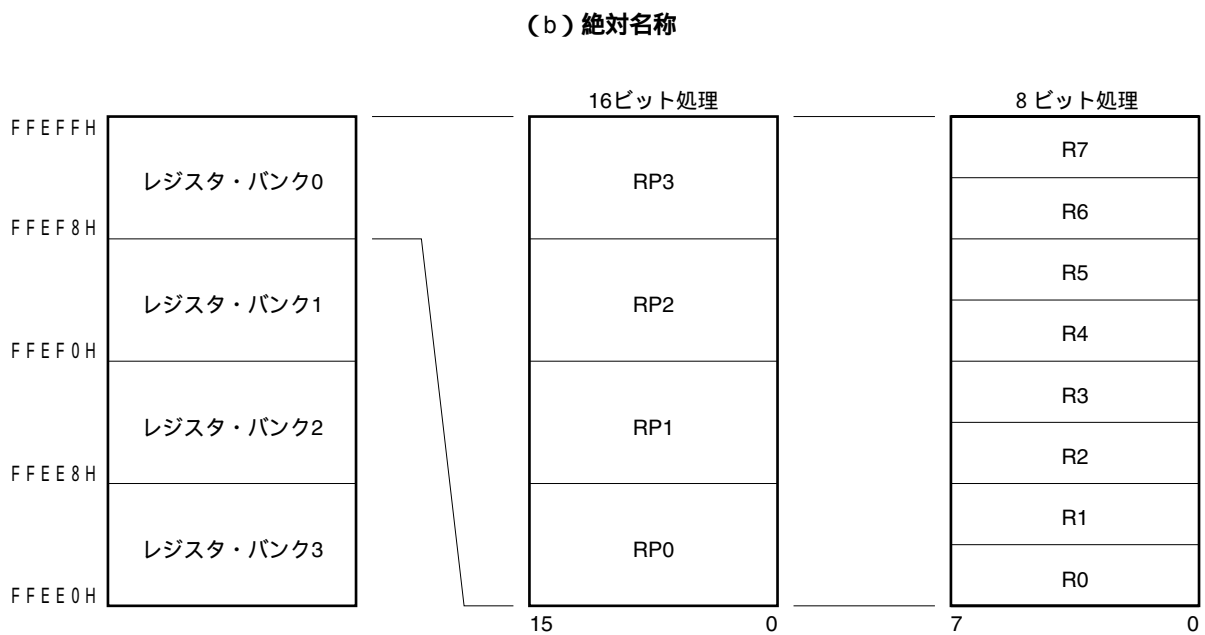 （b）絶対名称
16ビット処理
8 ビット処理
FFEFFH
レジスタ・バンク0
RP3
R7
R6
FFEF8H
レジスタ・バンク1
RP2
R5
R4
FFEF0H
レジスタ・バンク2
RP1
R3
R2
FFEE8H
レジスタ・バンク3
RP0
R1
R0
FFEE0H
15
0
7
0